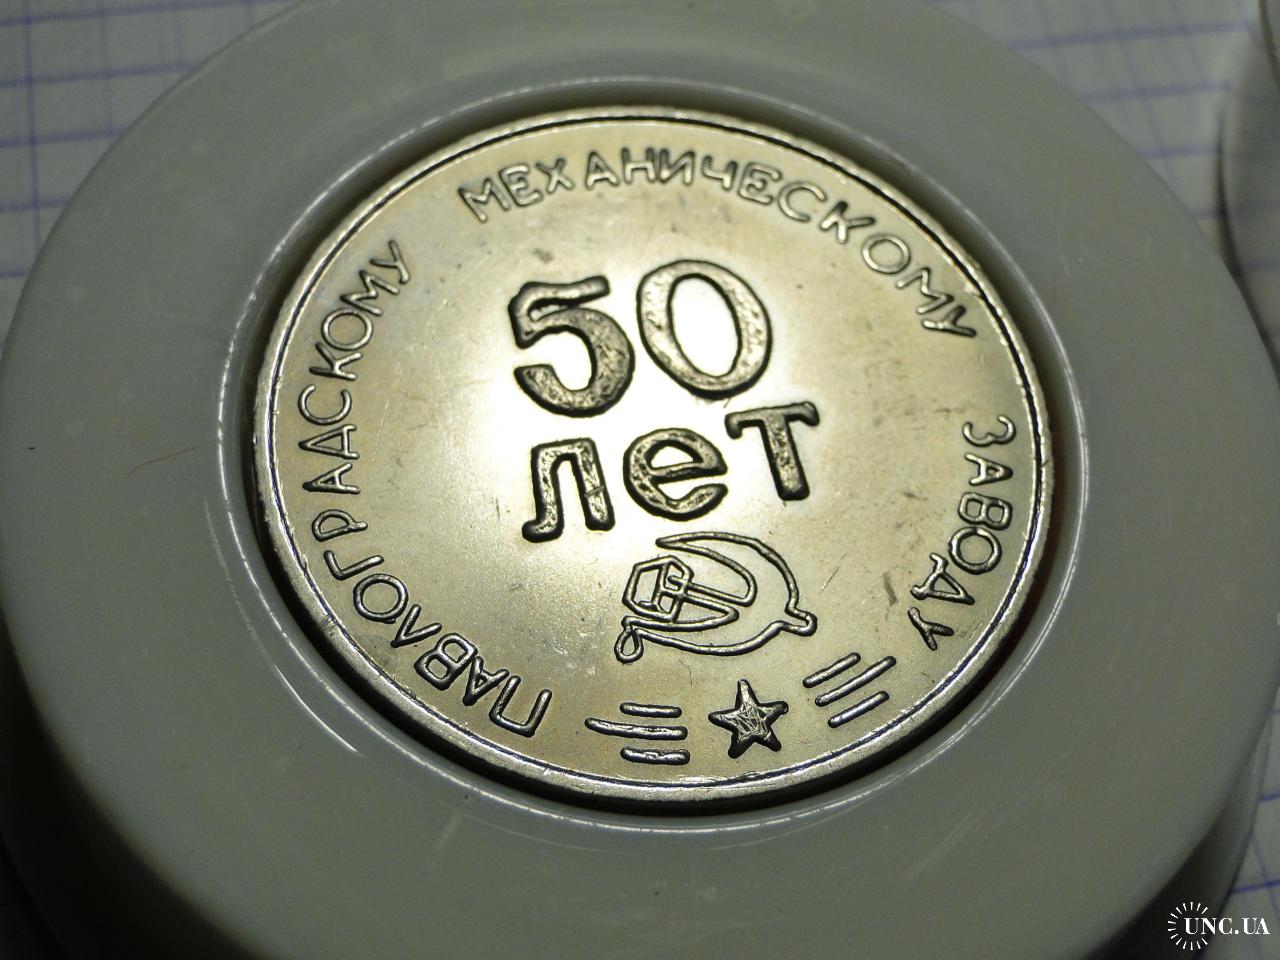 ПАВЛОГРАДСКОМУ МЕХАНИЧЕСКОМУ ЗАВОДУ
50
лет
UNC.UA